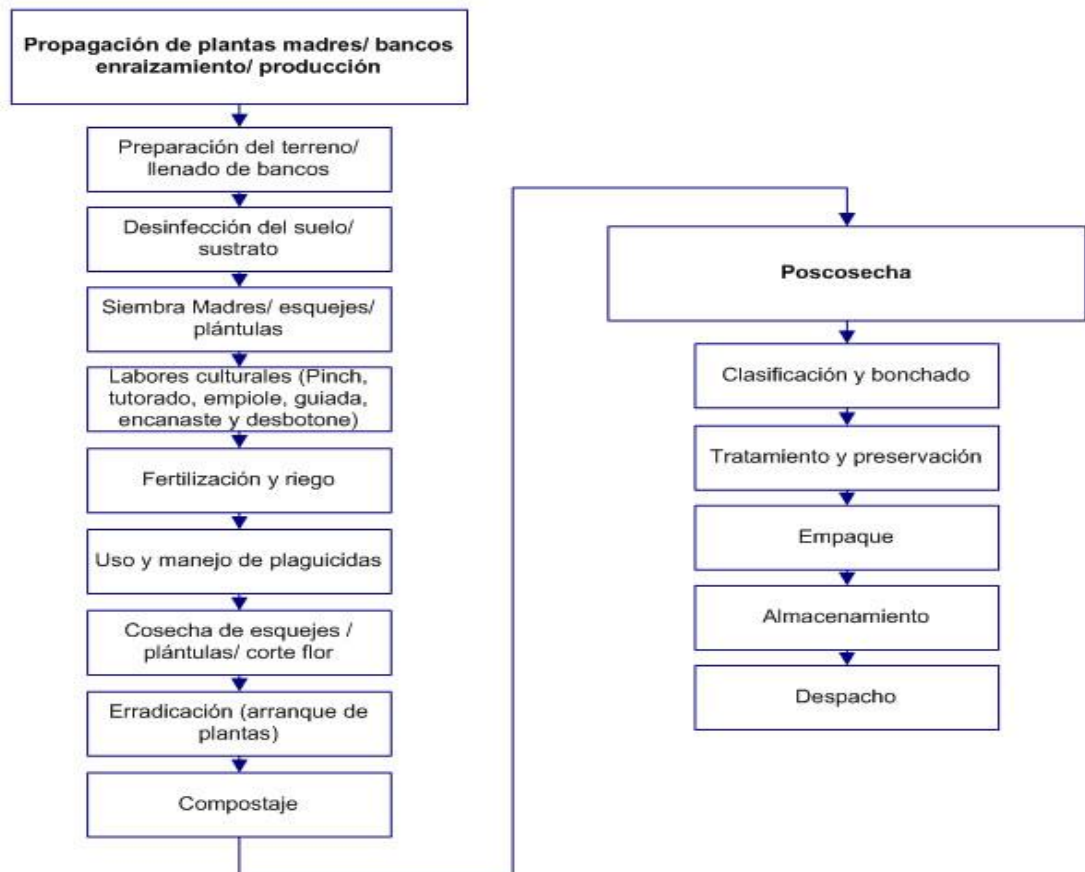 Propagación de plantas madres/ bancos
enraizamiento/ producción
Preparación del terreno/
llenado de bancos
Desinfección del suelo/
sustrato
Siembra Madres/ esquejes/
plántulas
Labores culturales (Pinch,
tutorado, empiole, guiada,
encanaste y desbotone)
Fertilización y riego
Uso y manejo de plaguicidas
Cosecha de esquejes /
plántulas/ corte flor
Erradicación (arranque de
plantas)
Compostaje
Poscosecha
Clasificación y bonchado
Tratamiento y preservación
Empaque
Almacenamiento
Despacho